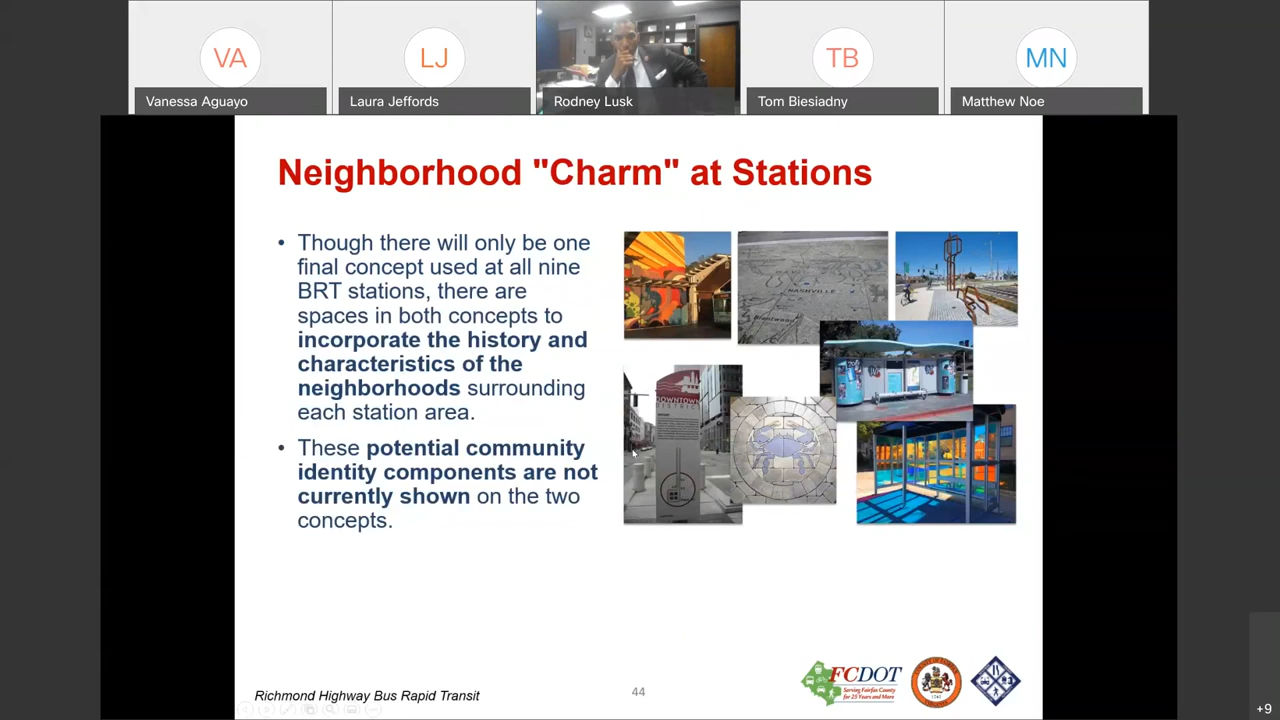 VA
LJ
TB
MN
Vanessa Aguayo
Laura Jeffords
Rodney Lusk
Tom Biesiadny
Matthew Noe
Neighborhood "Charm" at Stations
• Though there will only be one
final concept used at all nine
BRT stations, there are
spaces in both concepts to
incorporate the history and
characteristics of the
neighborhoods surrounding
each station area.
• These potential community
identity components are not
currently shown on the two
concepts.
NASHVILLE
Brentwood
DOWNTOWN
DISTRICT
Richmond Highway Bus Rapid Transit
44
FCDOT
Serving Fairfax County
for 25 Years and More
+9